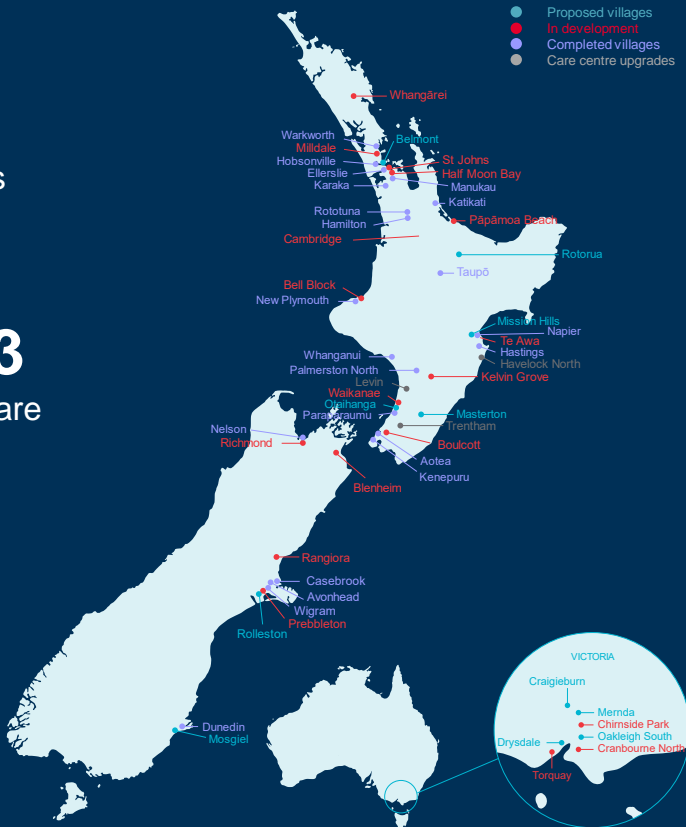 Proposed villages
In development
Completed villages
Care centre upgrades
Whangārei
Warkworth
Belmont
Milldale
Hobsonville
St Johns
Ellerslie
Half Moon Bay
Karaka
Manukau
Katikati
Rototuna
Hamilton
Pāpāmoa Beach
Cambridge
Rotorua
Taupō
Bell Block
New Plymouth
Mission Hills
Napier
Te Awa
Hastings
Whanganui
Havelock North
Palmerston North
Kelvin Grove
Levin
Waikanae
Otaihanga
Paraparaumu
Masterton
Trentham
Nelson
Richmond
Boulcott
Aotea
Kenepuru
Blenheim
Rangiora
Casebrook
Avonhead
Wigram
Prebbleton
Rolleston
Dunedin
Mosgiel
s
3
are
VICTORIA
Craigieburn
Mernda
Chirnside Park
Oakleigh South
Drysdale
Cranbourne North
Torquay